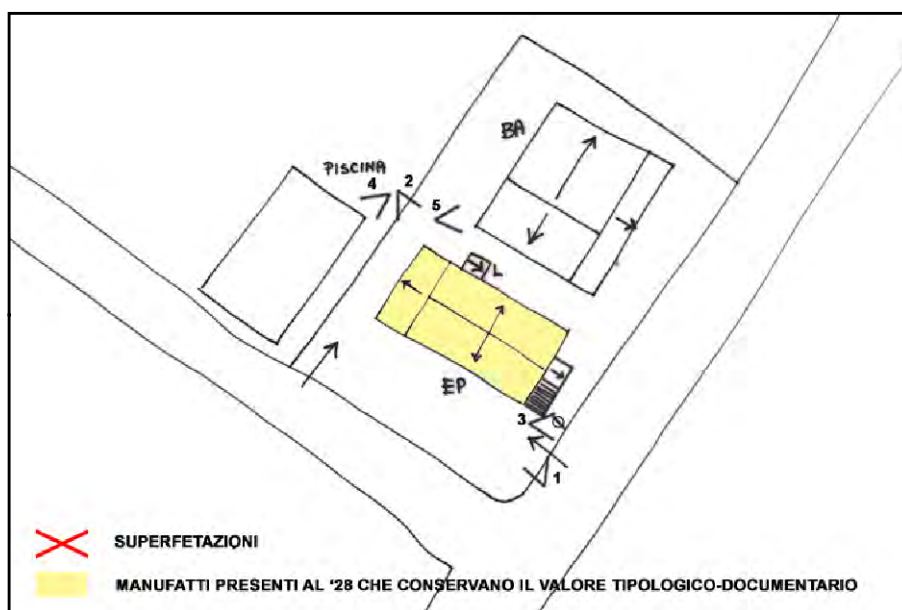 BA
PISCINA
4
2
5
L
EP
3
1
SUPERFETAZIONI
MANUFATTI PRESENTI AL '28 CHE CONSERVANO IL VALORE TIPOLOGICO-DOCUMENTARIO